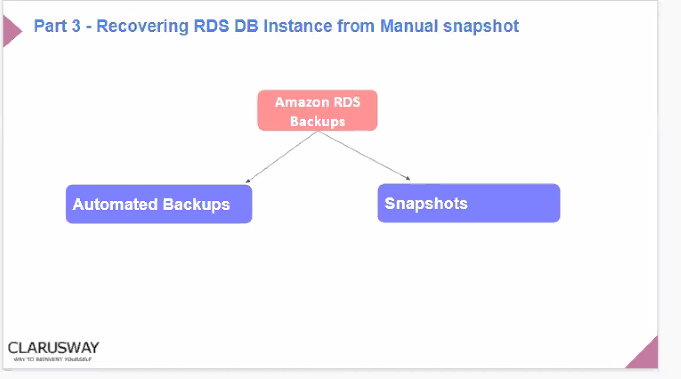 Part 3 - Recovering RDS DB Instance from Manual snapshot
Amazon RDS
Backups
Automated Backups
Snapshots
CLARUSWAY
WAY TO REINVENT YOURSELF